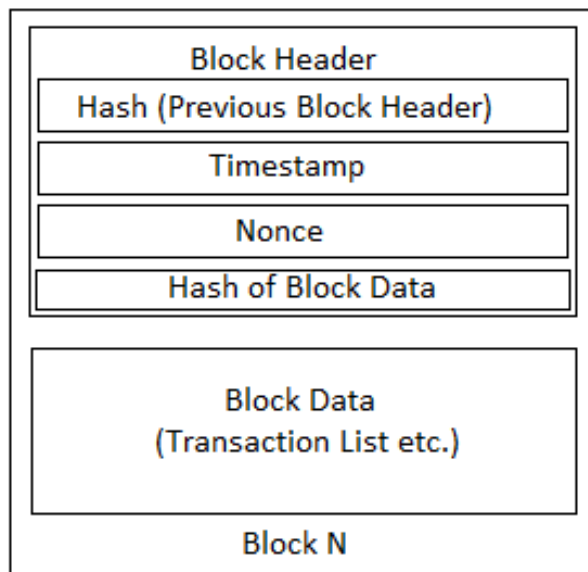 Block Header
Hash (Previous Block Header)
Timestamp
Nonce
Hash of Block Data
Block Data
(Transaction List etc.)
Block N